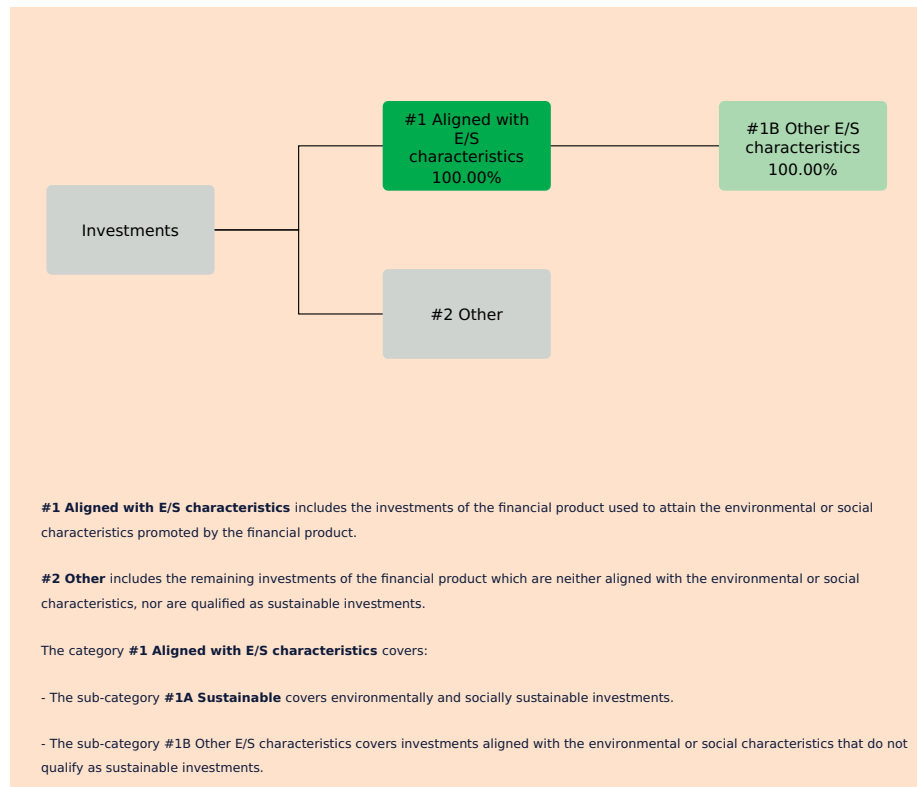 #1 Aligned with
E/S
characteristics
100.00%
#1B Other E/S
characteristics
100.00%
Investments
#2 Other
#1 Aligned with E/S characteristics includes the investments of the financial product used to attain the environmental or social
characteristics promoted by the financial product.
#2 Other includes the remaining investments of the financial product which are neither aligned with the environmental or social
characteristics, nor are qualified as sustainable investments.
The category #1 Aligned with E/S characteristics covers:
- The sub-category #1A Sustainable covers environmentally and socially sustainable investments.
- The sub-category #1B Other E/S characteristics covers investments aligned with the environmental or social characteristics that do not
qualify as sustainable investments.